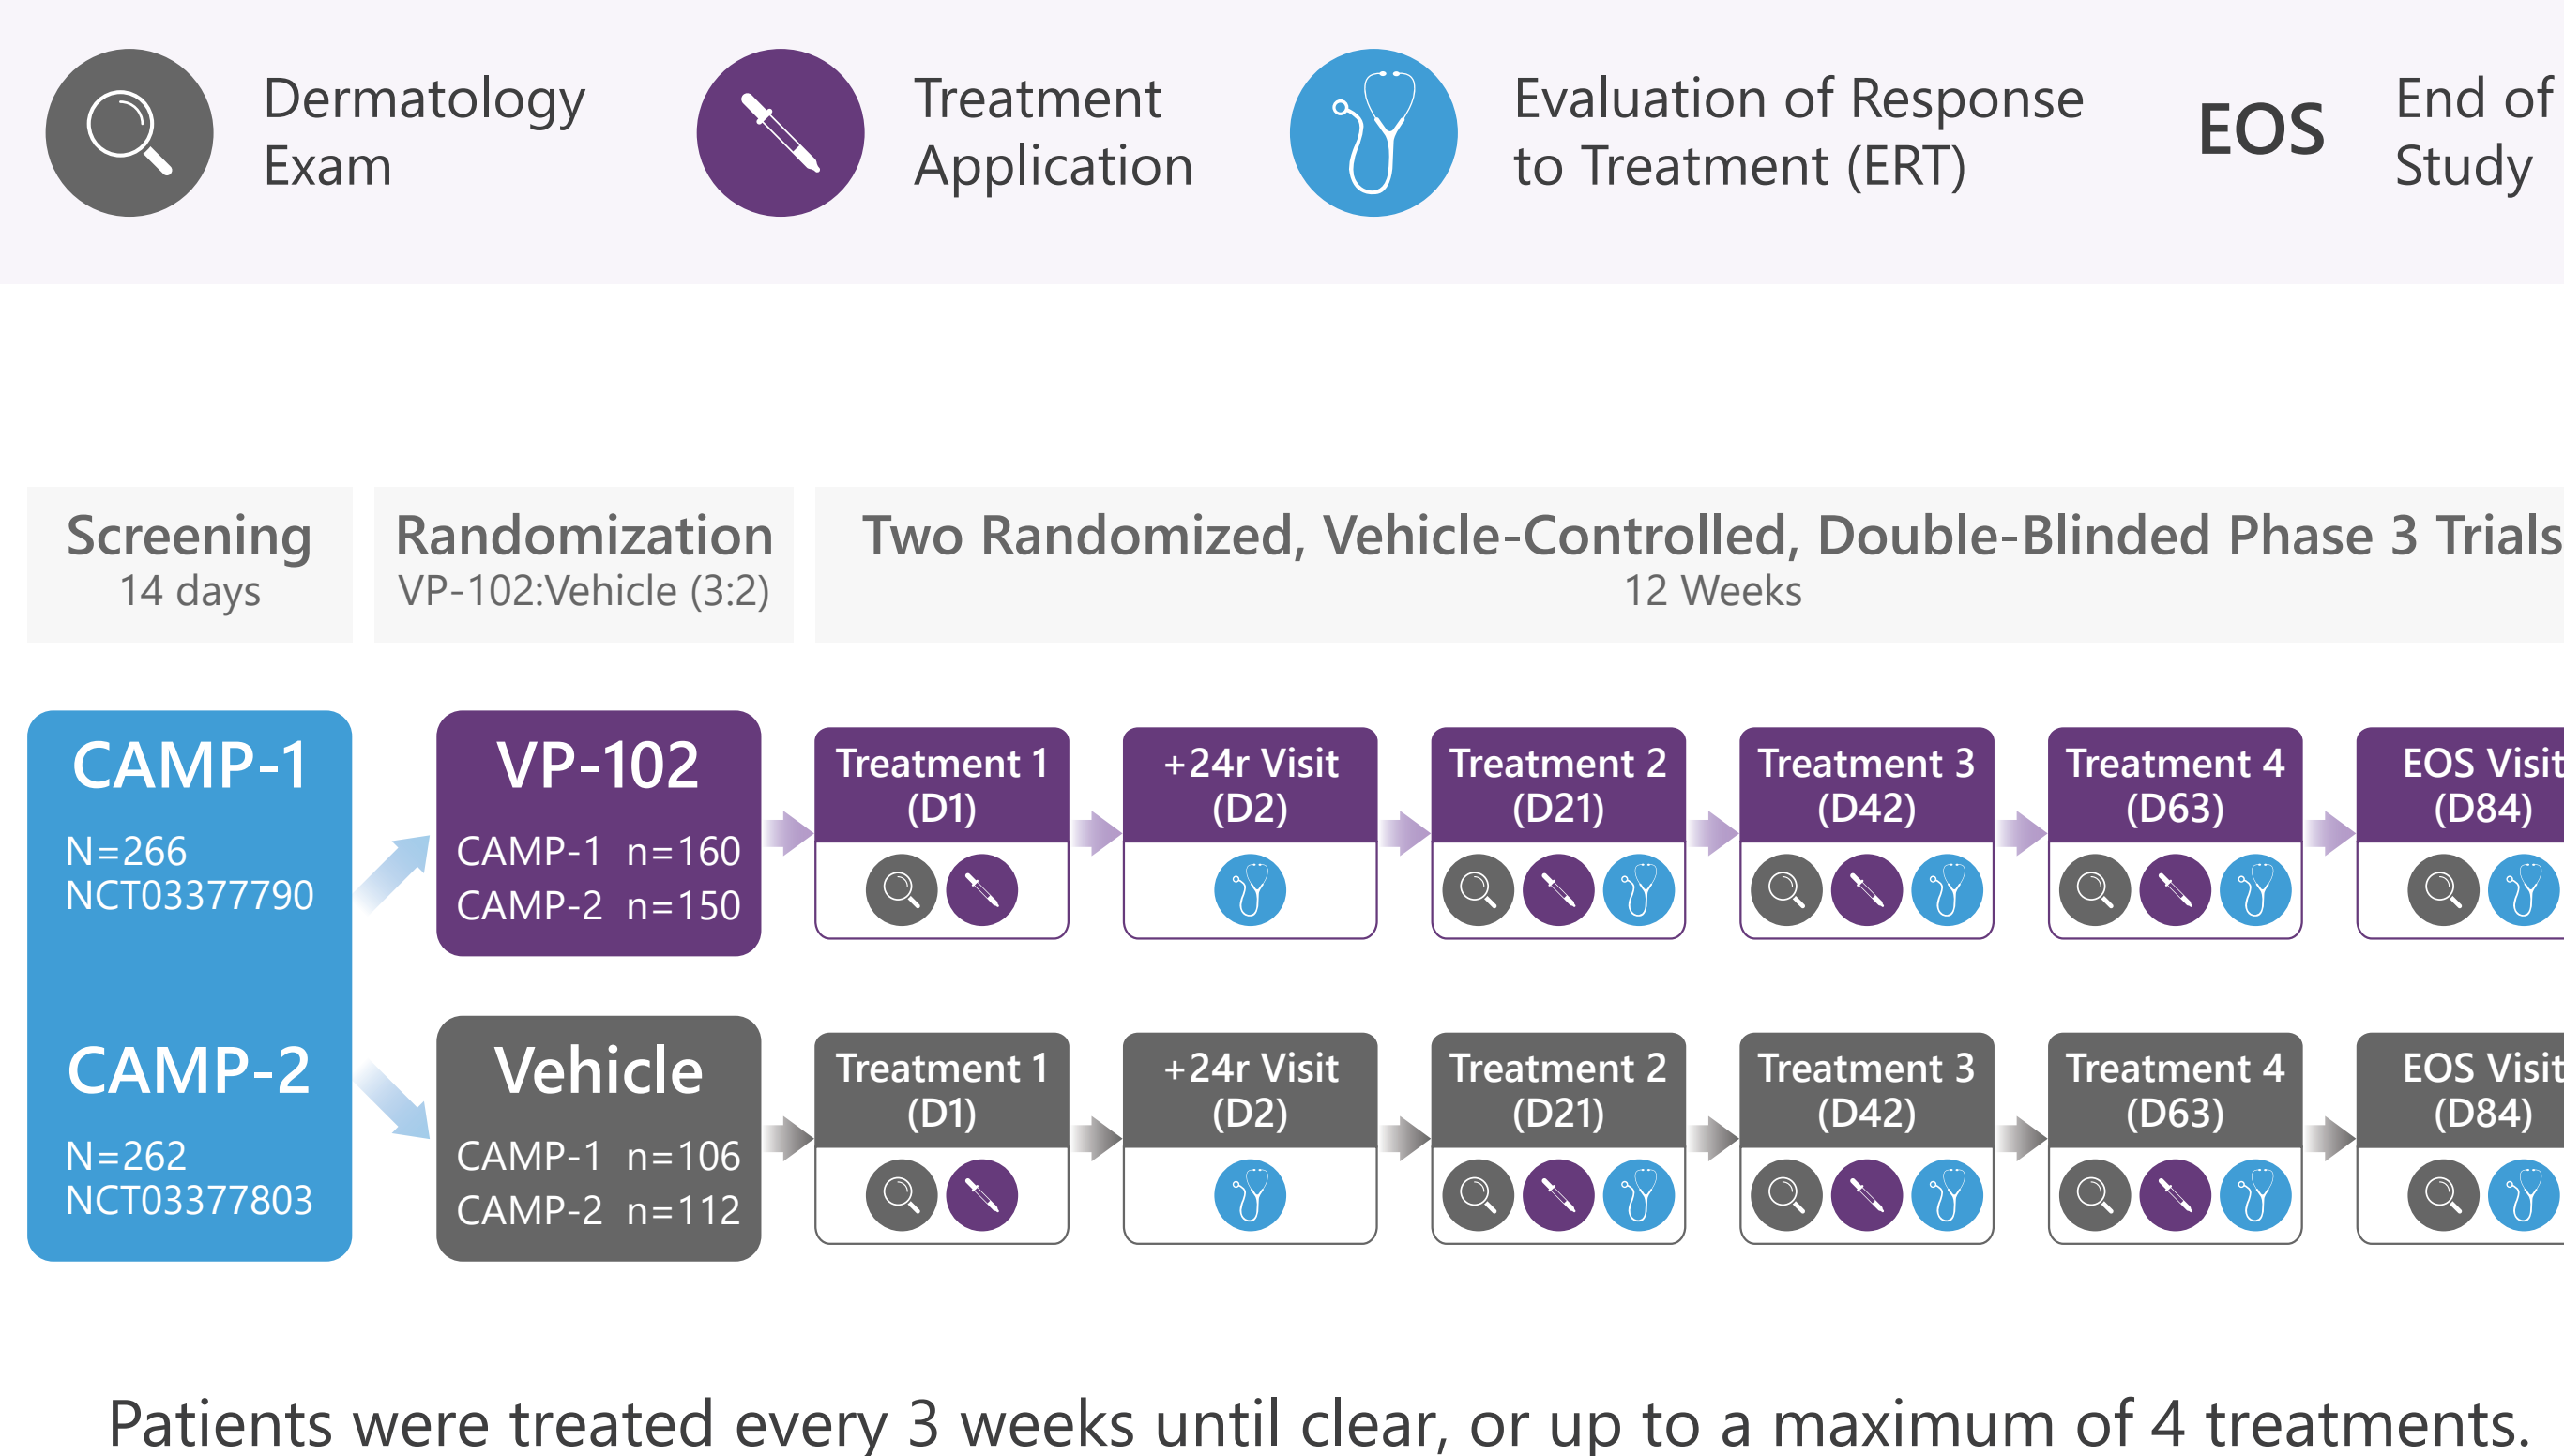 Dermatology
Exam
Treatment
Application
Evaluation of Response
to Treatment (ERT)
EOS
End of
Study
Screening
14 days
Randomization
VP-102:Vehicle (3:2)
Two Randomized, Vehicle-Controlled, Double-Blinded Phase 3 Trials
12 Weeks
CAMP-1
N=266
NCT03377790
CAMP-2
N=262
NCT03377803
VP-102
CAMP-1 n=160
CAMP-2 n=150
Treatment 1
(D1)
+24r Visit
(D2)
Treatment 2
(D21)
Treatment 3
(D42)
Treatment 4
(D63)
EOS Visit
(D84)
Vehicle
CAMP-1 n=106
CAMP-2 n=112
Treatment 1
(D1)
+24r Visit
(D2)
Treatment 2
(D21)
Treatment 3
(D42)
Treatment 4
(D63)
EOS Visit
(D84)
Patients were treated every 3 weeks until clear, or up to a maximum of 4 treatments.